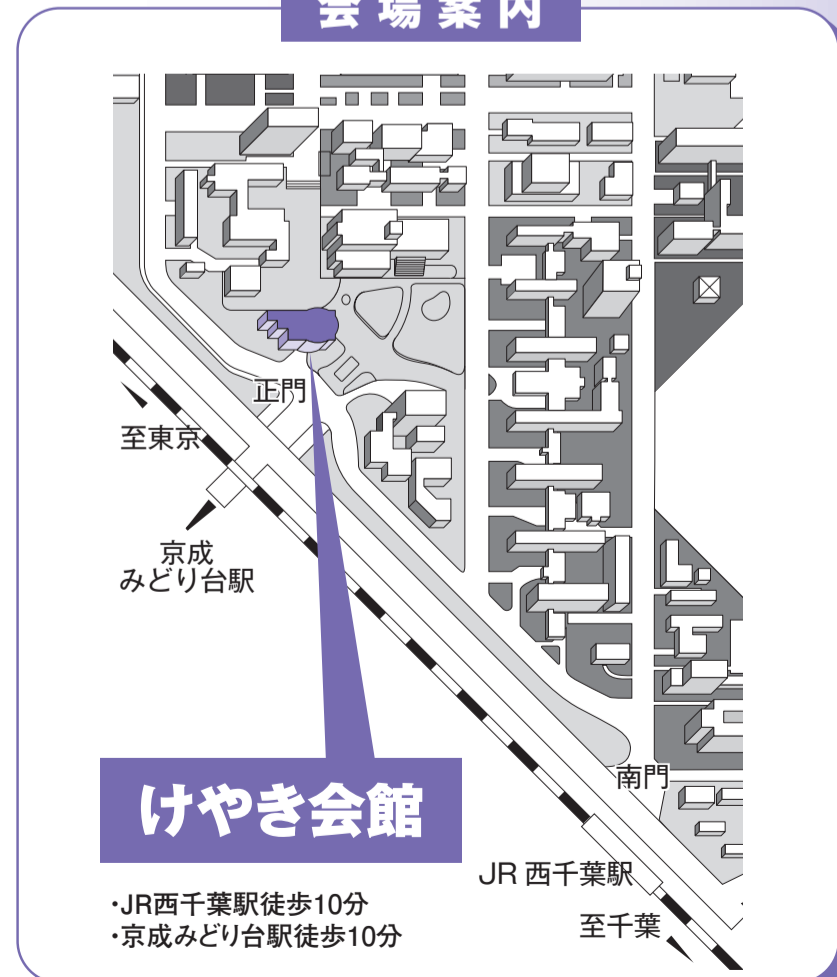 会場案内
正門
至東京
京成
みどり台駅
けやき会館
南門
JR 西千葉駅
至千葉
・JR西千葉駅徒歩10分
・京成みどり台駅徒歩10分